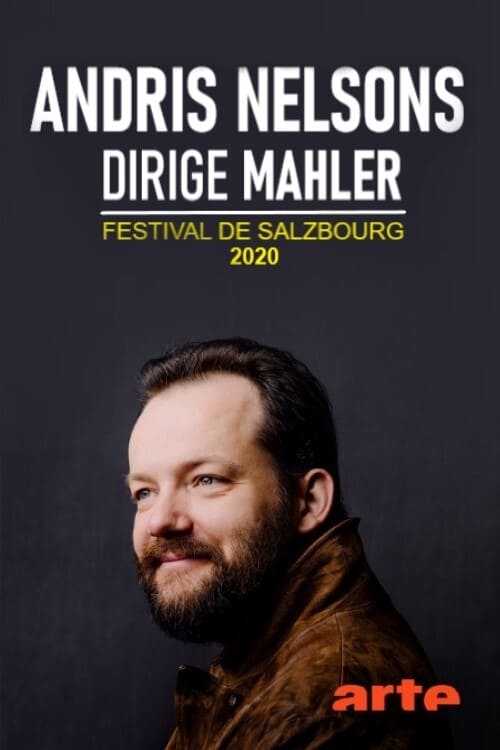 ANDRIS NELSONS
DIRIGE MAHLER
FESTIVAL DE SALZBOURG
2020
arte